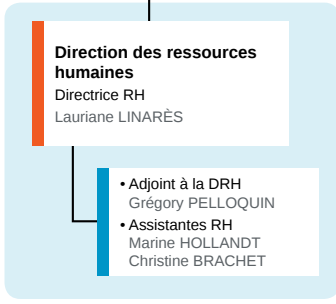 Direction des ressources
humaines
Directrice RH
Lauriane LINARÈS
• Adjoint à la DRH
Grégory PELLOQUIN
• Assistantes RH
Marine HOLLANDT
Christine BRACHET